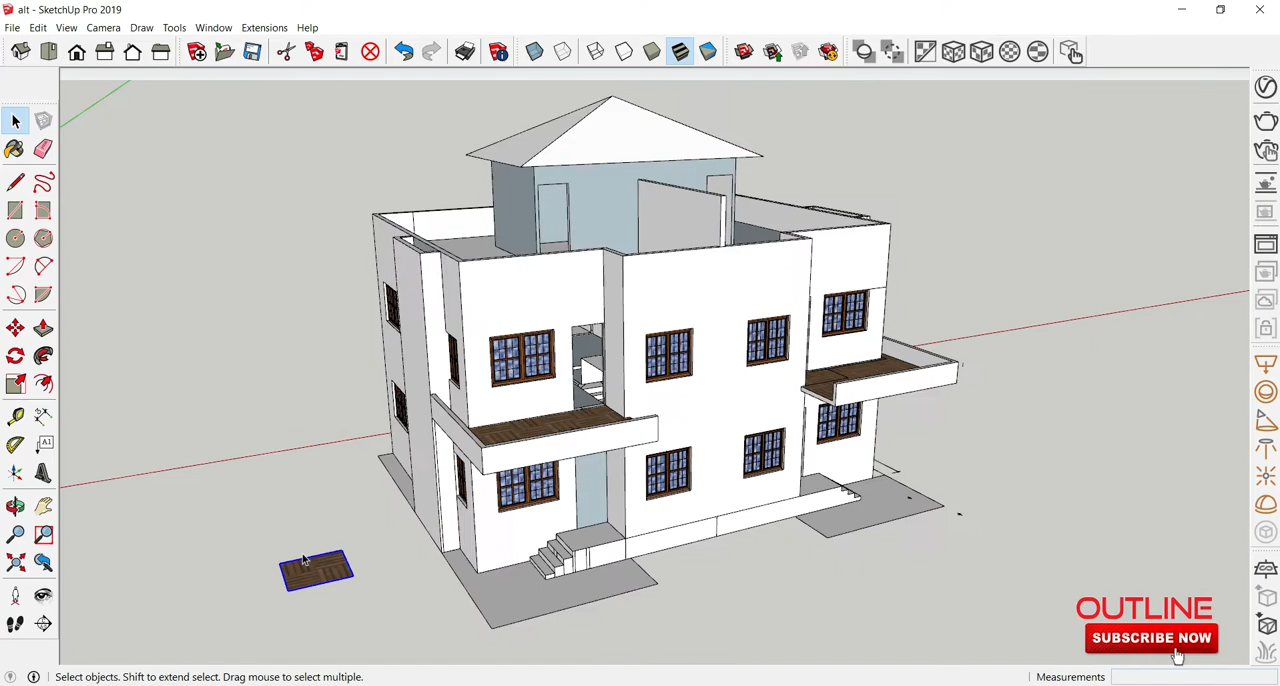 alt - SketchUp Pro 2019
File Edit View Camera Draw Tools Window Extensions Help
A1
OUTLINE
SUBSCRIBE NOW
Select objects. Shift to extend select. Drag mouse to select multiple.
Measurements